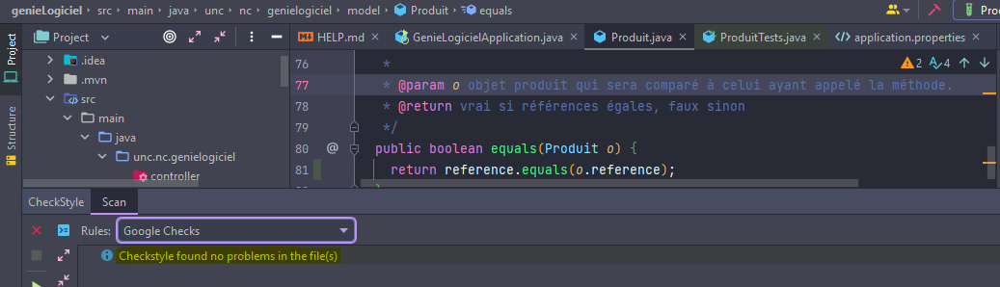 genieLogiciel › src › main › java › unc › nc › genielogiciel › model › Produit › equals
Project
HELP.md × GenieLogicielApplication.java × Produit.java × ProduitTests.java × application.properties ×
Project
Structure
.idea
.mvn
src
main
java
unc.nc.genielogiciel
controller
2 4
76 *
77 * @param o objet produit qui sera comparé à celui ayant appelé la méthode.
78 * @return vrai si références égales, faux sinon
79 */
80 @ public boolean equals(Produit o) {
81 return reference.equals(o.reference);
CheckStyle Scan
Rules: Google Checks
Checkstyle found no problems in the file(s)